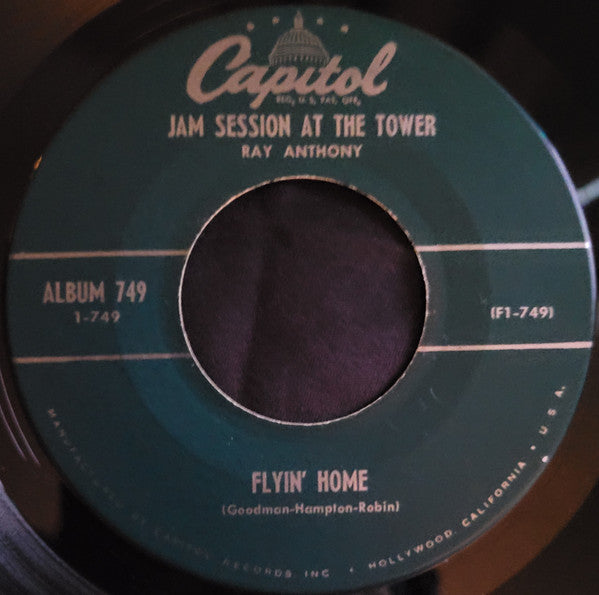 Capitol
REG. U.S. PAT. OFF.
JAM SESSION AT THE TOWER
RAY ANTHONY
ALBUM 749
1-749
(F1-749)
FLYIN' HOME
(Goodman-Hampton-Robin)
MANUFACTURED BY CAPITOL RECORDS, INC • HOLLYWOOD, CALIFORNIA • U.S.A.